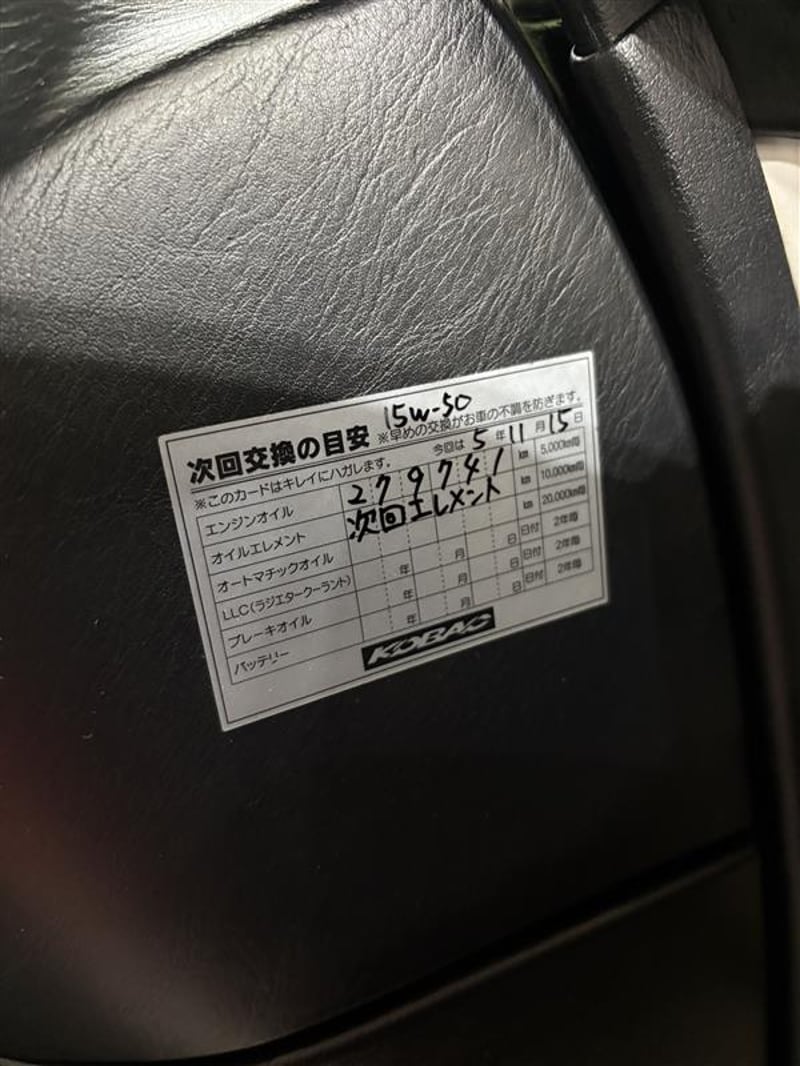 15W-50
次回交換の目安 ※早めの交換がお車の不調を防ぎます。
※このカードはキレイにハガレます。 今回は 5年 11月 15日
エンジンオイル 279741 km 5,000km毎
オイルエレメント 次回エレメント km 10,000km毎
オートマチックオイル km 20,000km毎
LLC(ラジエタークーラント) 年 月 日 日付 2年毎
ブレーキオイル 年 月 日 日付 2年毎
バッテリー 年 月 日 日付 2年毎
KOBAC